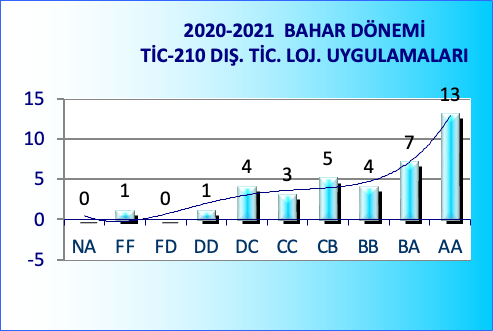 2020-2021 BAHAR DÖNEMİ
TİC-210 DIŞ. TİC. LOJ. UYGULAMALARI
15
10
5
0
-5
0 1 0 1 4 3 5 4 7 13
NA FF FD DD DC CC CB BB BA AA